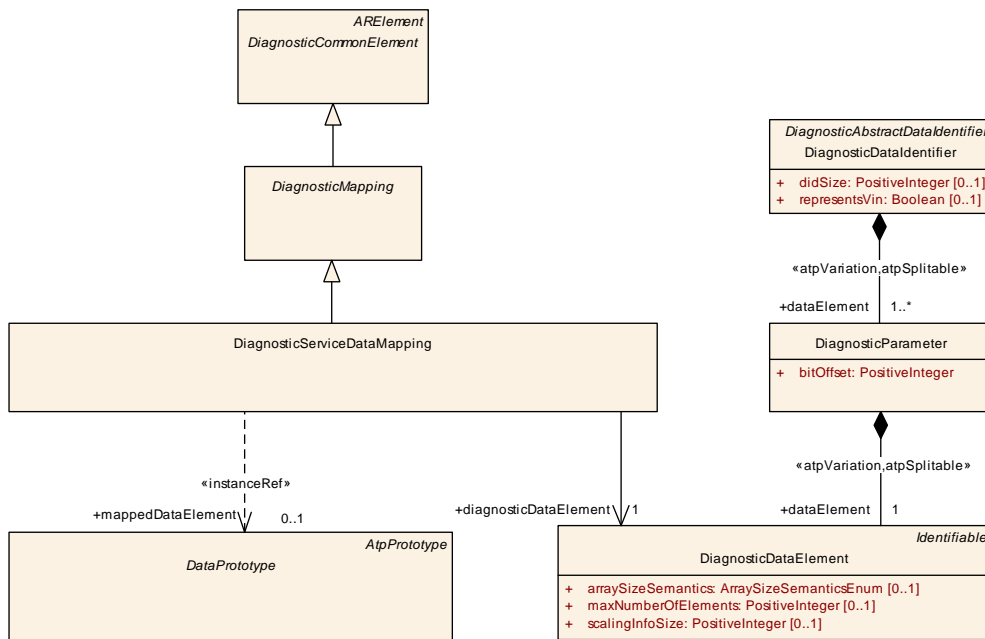 ARElement
DiagnosticCommonElement
DiagnosticMapping
DiagnosticServiceDataMapping
«instanceRef»
+mappedDataElement
0..1
+diagnosticDataElement
1
AtpPrototype
DataPrototype
DiagnosticAbstractDataIdentifier
DiagnosticDataIdentifier
+ didSize: PositiveInteger [0..1]
+ representsVin: Boolean [0..1]
«atpVariation,atpSplitable»
+dataElement
1..*
DiagnosticParameter
+ bitOffset: PositiveInteger
«atpVariation,atpSplitable»
+dataElement
1
Identifiable
DiagnosticDataElement
+ arraySizeSemantics: ArraySizeSemanticsEnum [0..1]
+ maxNumberOfElements: PositiveInteger [0..1]
+ scalingInfoSize: PositiveInteger [0..1]